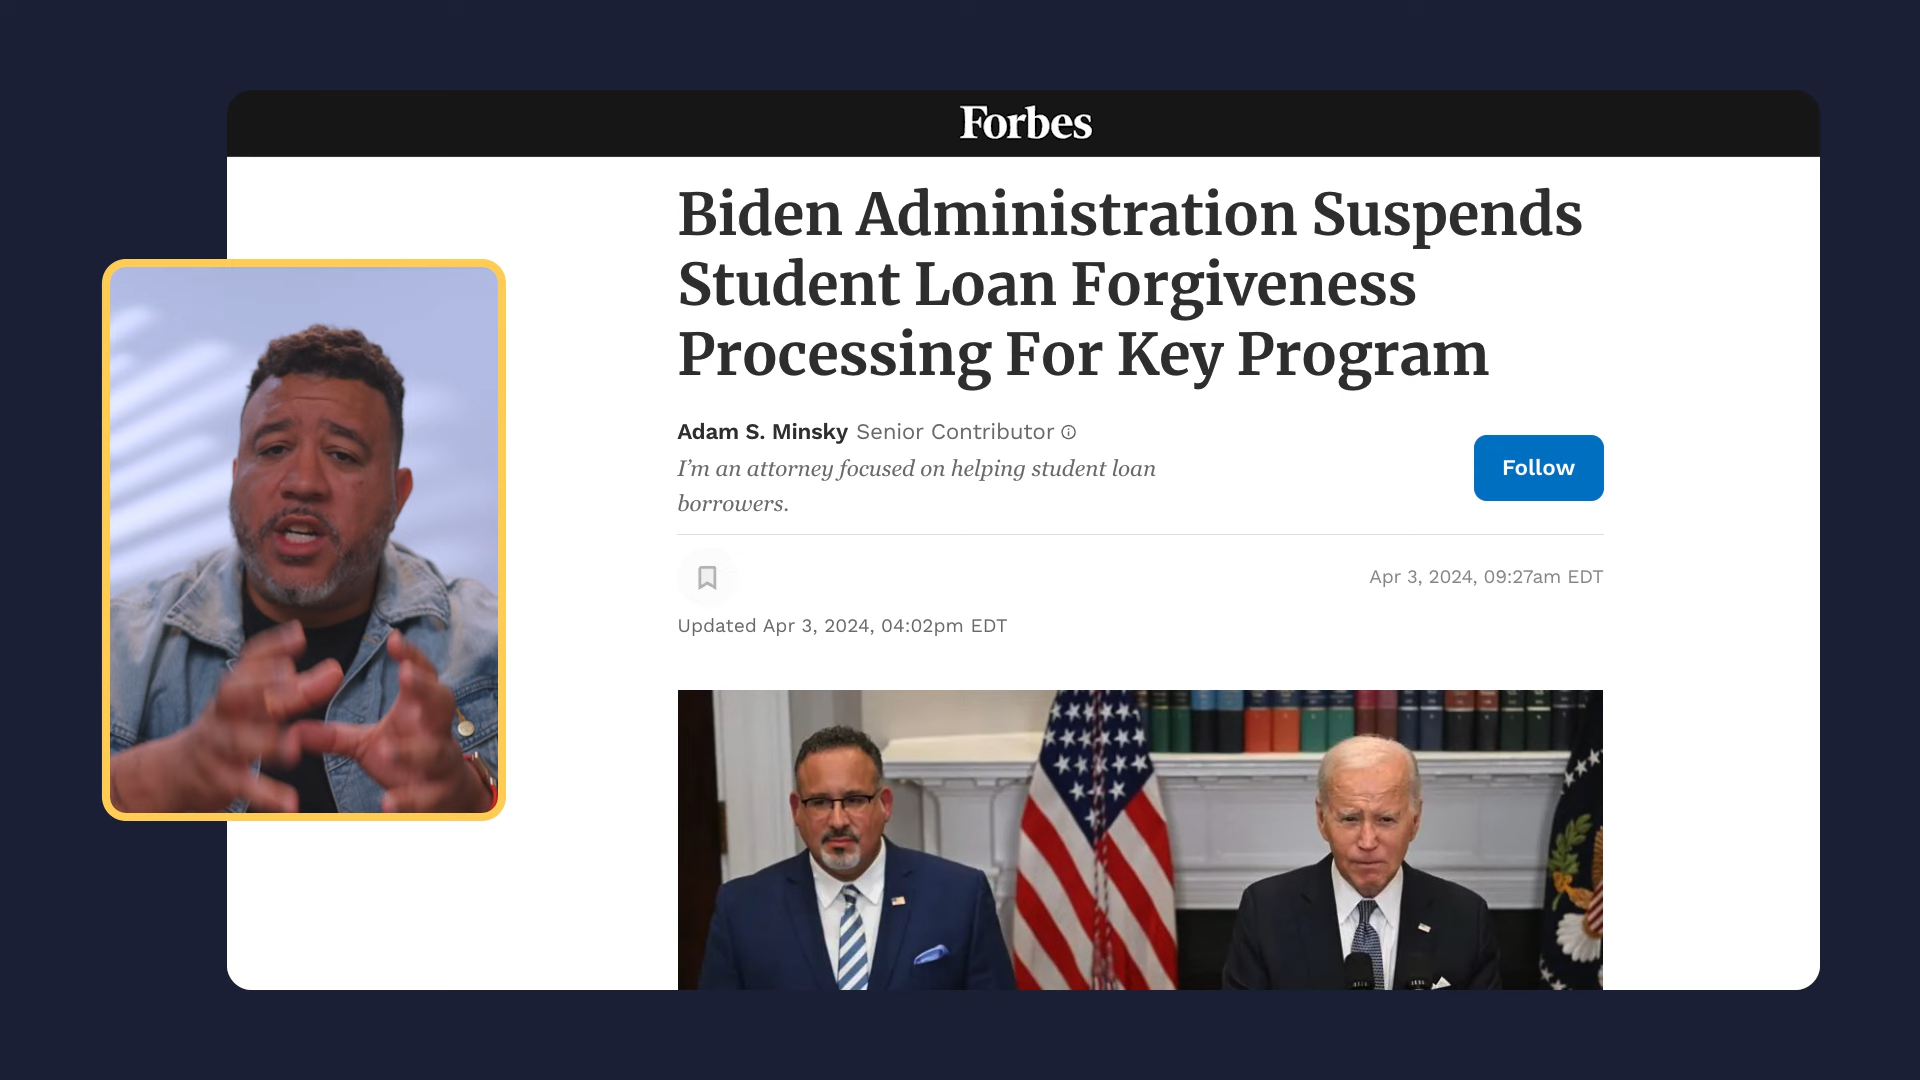 Forbes
Biden Administration Suspends
Student Loan Forgiveness
Processing For Key Program
Adam S. Minsky Senior Contributor
I’m an attorney focused on helping student loan
borrowers.
Follow
Apr 3, 2024, 09:27am EDT
Updated Apr 3, 2024, 04:02pm EDT